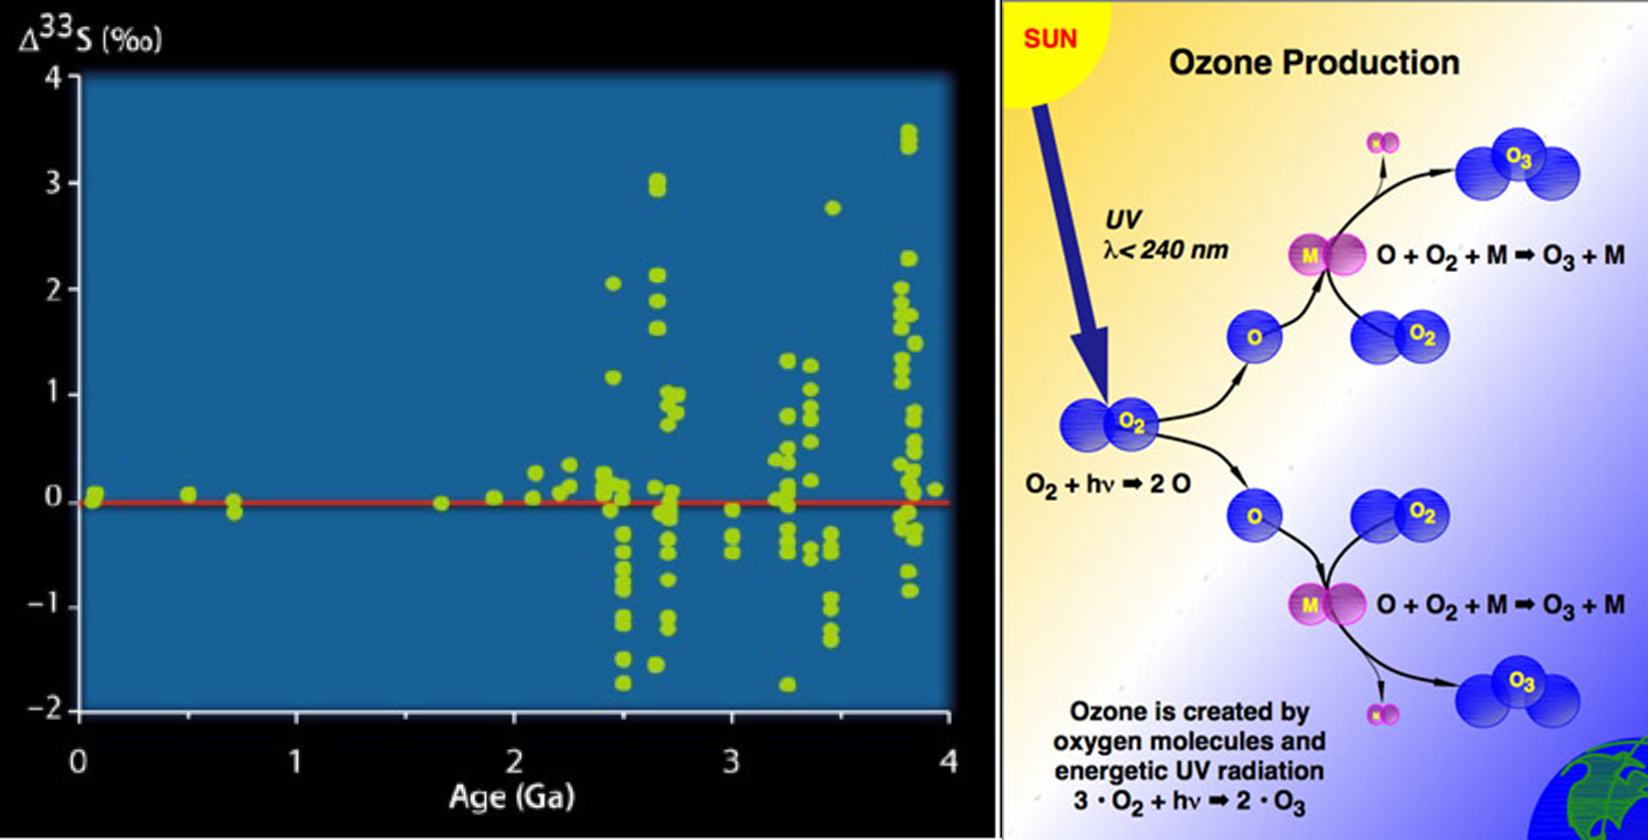 Δ³³S (‰)
4
3
2
1
0
−1
−2
0
1
2
3
4
Age (Ga)
SUN
Ozone Production
UV
λ< 240 nm
O₃
M
O + O₂ + M ➡ O₃ + M
O
O₂
O₂
O₂ + hν ➡ 2 O
O
O₂
M
O + O₂ + M ➡ O₃ + M
O₃
Ozone is created by
oxygen molecules and
energetic UV radiation
3 · O₂ + hν ➡ 2 · O₃